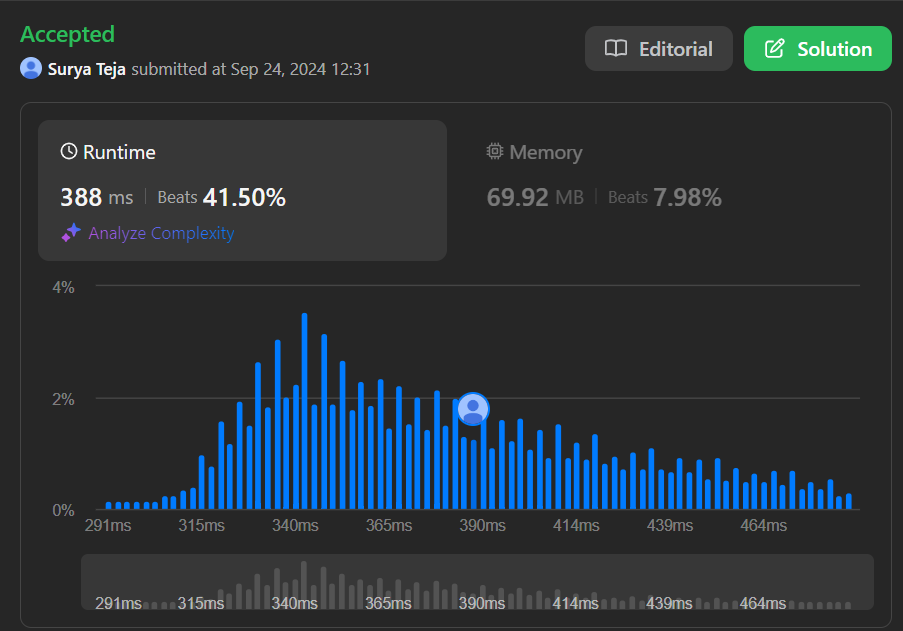 Accepted
Editorial
Solution
Surya Teja submitted at Sep 24, 2024 12:31
Runtime
388 ms | Beats 41.50%
Analyze Complexity
Memory
69.92 MB | Beats 7.98%
4%
2%
0%
291ms 315ms 340ms 365ms 390ms 414ms 439ms 464ms
291ms 315ms 340ms 365ms 390ms 414ms 439ms 464ms